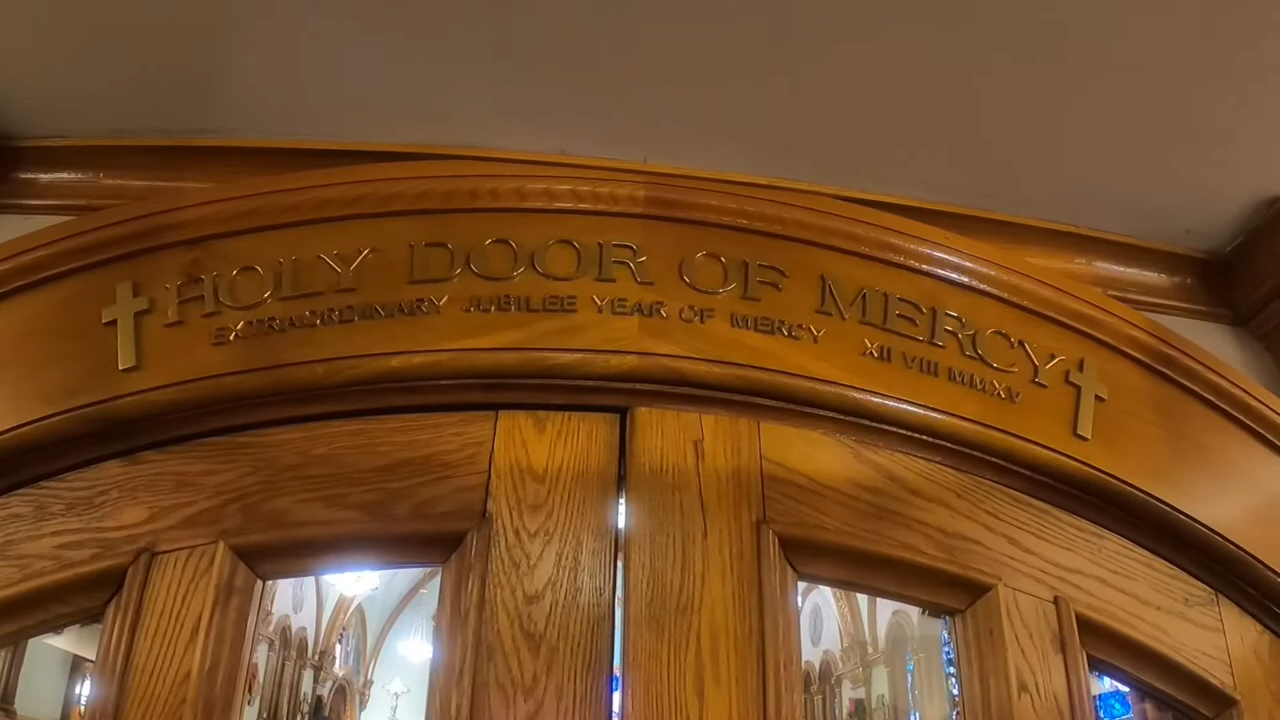 HOLY DOOR OF MERCY
EXTRAORDINARY JUBILEE YEAR OF MERCY XII VIII MMXV